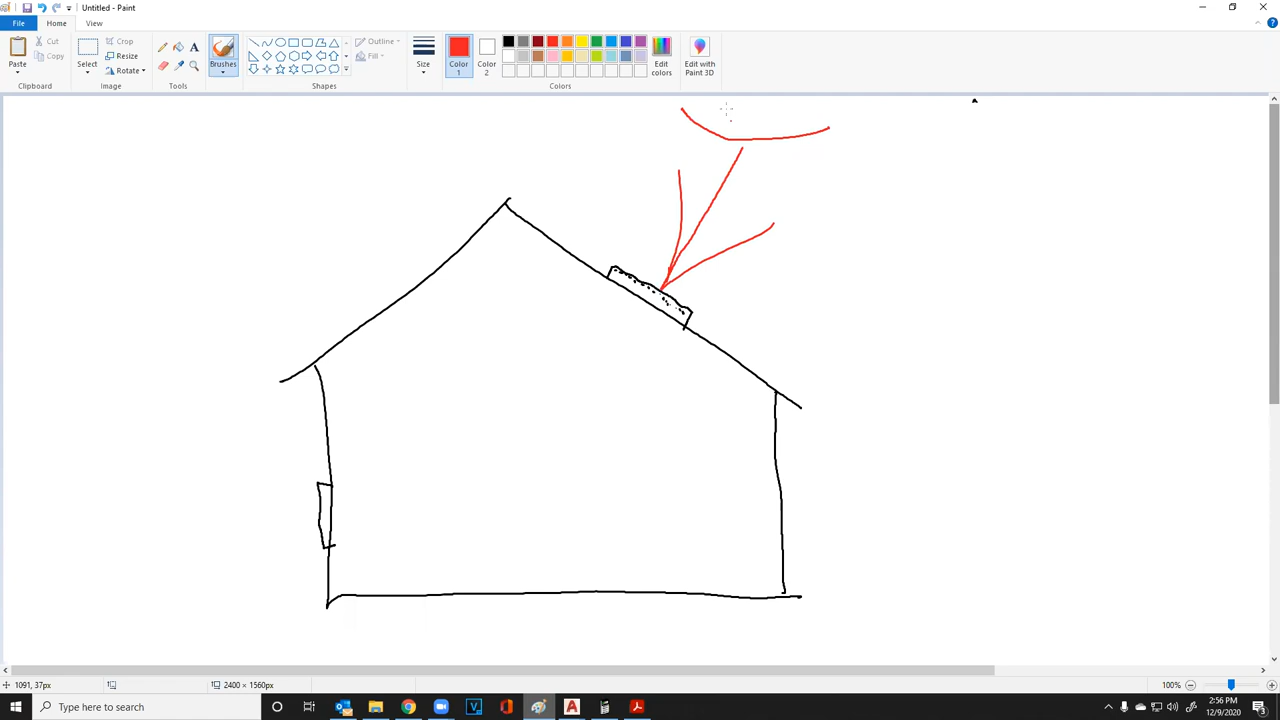 Untitled - Paint
File
Home
View
Paste
Cut
Copy
Clipboard
Select
Crop
Resize
Rotate
Image
A
Tools
Brushes
Outline
Fill
Shapes
Size
Color
1
Color
2
Edit
colors
Colors
Edit with
Paint 3D
1091, 37px
2400 × 1560px
100%
Type here to search
2:56 PM
12/9/2020